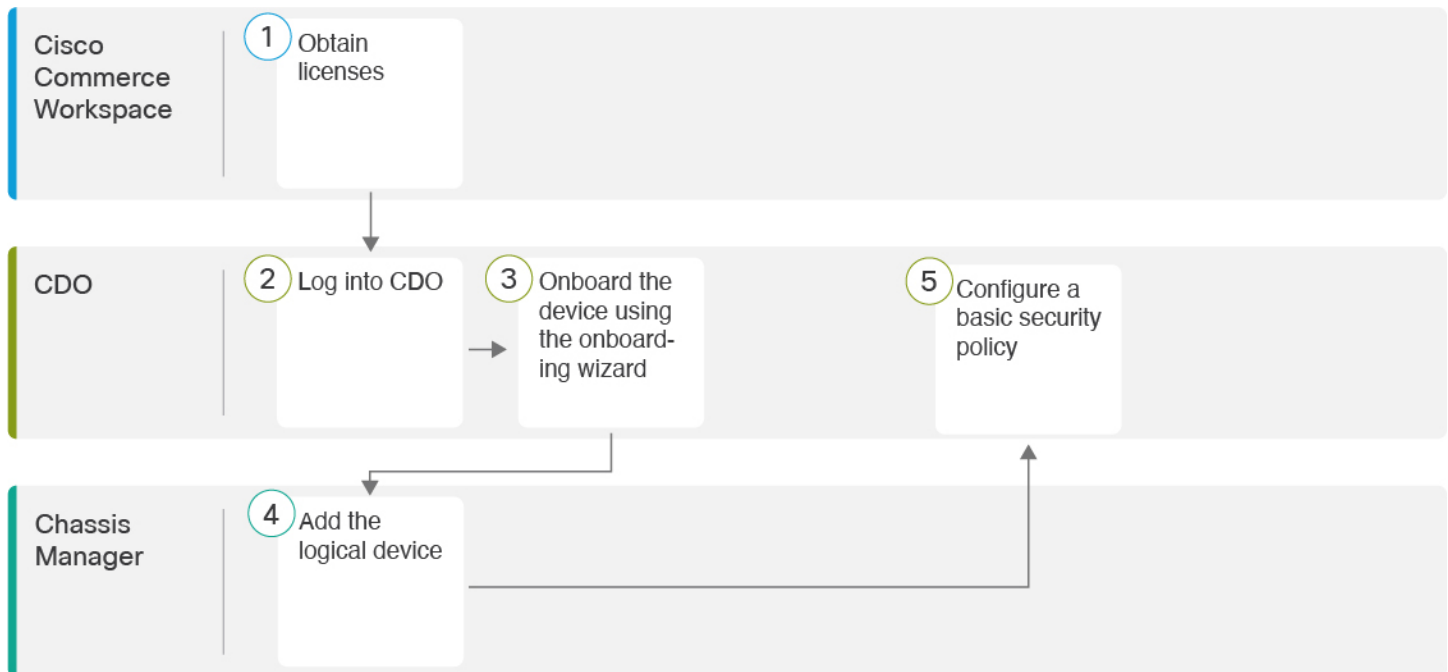 Cisco
Commerce
Workspace
1
Obtain
licenses
CDO
2
Log into CDO
3
Onboard the
device using
the onboard-
ing wizard
5
Configure a
basic security
policy
Chassis
Manager
4
Add the
logical device